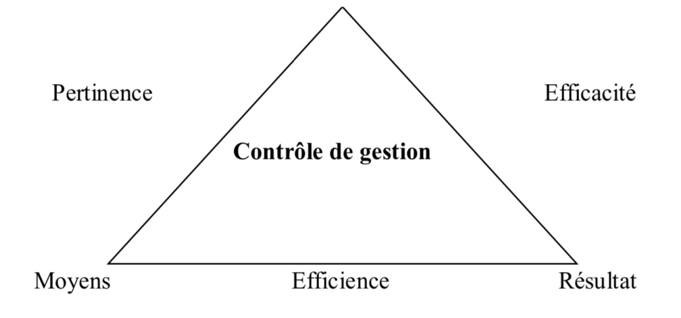 Pertinence
Efficacité
Contrôle de gestion
Moyens
Efficience
Résultat